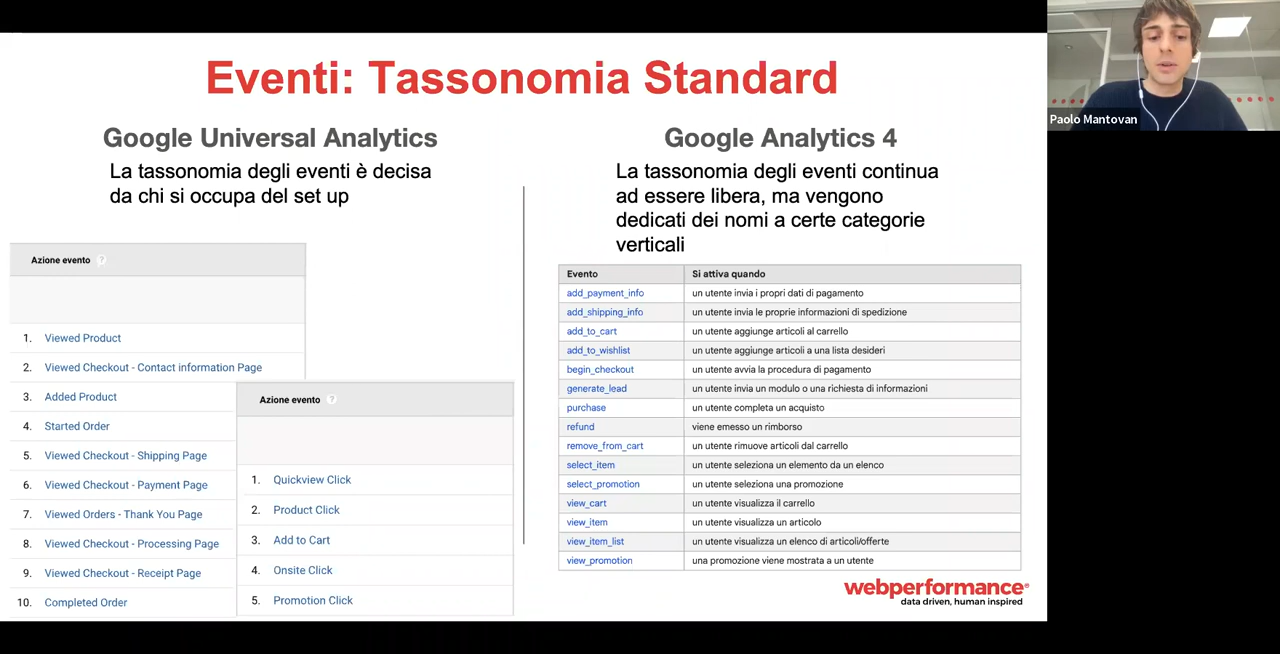 Eventi: Tassonomia Standard
Google Universal Analytics
La tassonomia degli eventi è decisa
da chi si occupa del set up
Azione evento ?
1. Viewed Product
2. Viewed Checkout - Contact information Page
3. Added Product
4. Started Order
5. Viewed Checkout - Shipping Page
6. Viewed Checkout - Payment Page
7. Viewed Orders - Thank You Page
8. Viewed Checkout - Processing Page
9. Viewed Checkout - Receipt Page
10. Completed Order
Azione evento ?
1. Quickview Click
2. Product Click
3. Add to Cart
4. Onsite Click
5. Promotion Click
Google Analytics 4
La tassonomia degli eventi continua
ad essere libera, ma vengono
dedicati dei nomi a certe categorie
verticali
Evento Si attiva quando
add_payment_info un utente invia i propri dati di pagamento
add_shipping_info un utente invia le proprie informazioni di spedizione
add_to_cart un utente aggiunge articoli al carrello
add_to_wishlist un utente aggiunge articoli a una lista desideri
begin_checkout un utente avvia la procedura di pagamento
generate_lead un utente invia un modulo o una richiesta di informazioni
purchase un utente completa un acquisto
refund viene emesso un rimborso
remove_from_cart un utente rimuove articoli dal carrello
select_item un utente seleziona un elemento da un elenco
select_promotion un utente seleziona una promozione
view_cart un utente visualizza il carrello
view_item un utente visualizza un articolo
view_item_list un utente visualizza un elenco di articoli/offerte
view_promotion una promozione viene mostrata a un utente
webperformance®
data driven, human inspired
Paolo Mantovan